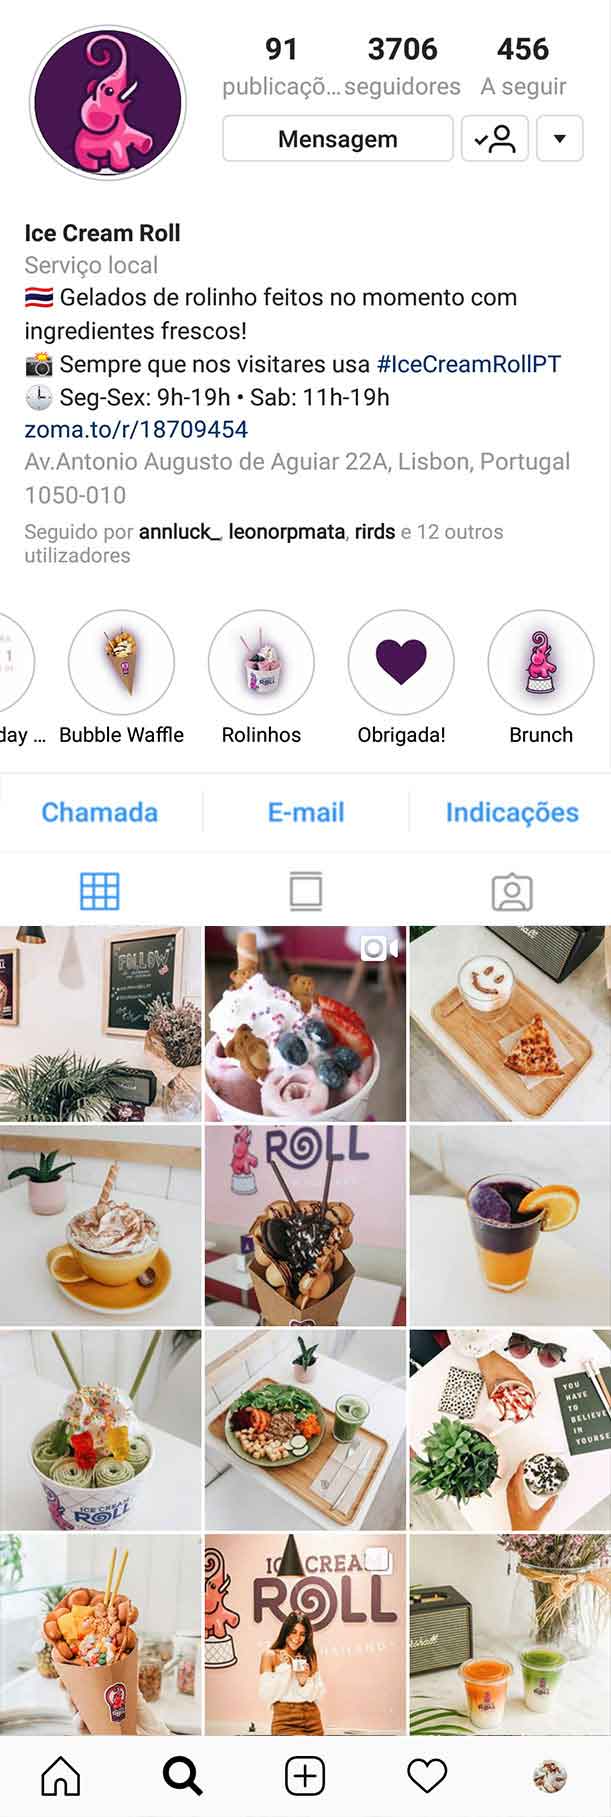 91 3706 456
publicaçõ... seguidores A seguir
Mensagem
Ice Cream Roll
Serviço local
🇹🇭 Gelados de rolinho feitos no momento com
ingredientes frescos!
📸 Sempre que nos visitares usa #IceCreamRollPT
🕒 Seg-Sex: 9h-19h • Sab: 11h-19h
zoma.to/r/18709454
Av.Antonio Augusto de Aguiar 22A, Lisbon, Portugal
1050-010
Seguido por annluck_, leonorpmata, rirds e 12 outros
utilizadores
day ... Bubble Waffle Rolinhos Obrigada! Brunch
Chamada E-mail Indicações
FOLLOW
Marshall
ROLL
ICE CREAM
ROLL
YOU
HAVE
TO
BELIEVE
IN
YOURSE
ROLL
Marshall